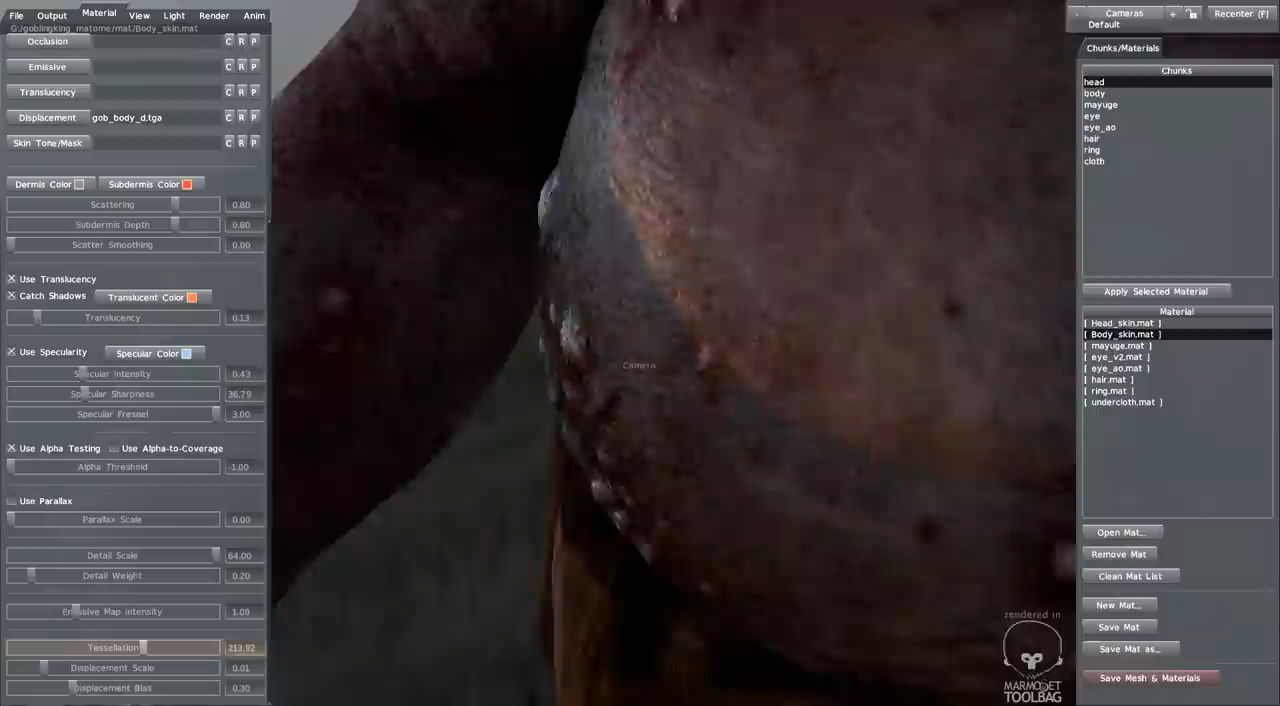 File Output Material View Light Render Anim
G:/goblingking_matome/mat/Body_skin.mat
Occlusion C R P
Emissive C R P
Translucency C R P
Displacement gob_body_d.tga C R P
Skin Tone/Mask C R P
Dermis Color Subdermis Color
Scattering 0.80
Subdermis Depth 0.80
Scatter Smoothing 0.00
Use Translucency
Catch Shadows Translucent Color
Translucency 0.13
Use Specularity Specular Color
Specular Intensity 0.43
Specular Sharpness 36.79
Specular Fresnel 3.00
Use Alpha Testing Use Alpha-to-Coverage
Alpha Threshold -1.00
Use Parallax
Parallax Scale 0.00
Detail Scale 64.00
Detail Weight 0.20
Emissive Map Intensity 1.00
Tessellation 213.92
Displacement Scale 0.01
Displacement Bias 0.30
Camera
rendered in
MARMOSET
TOOLBAG
- Cameras + Recenter (F)
Default
Chunks/Materials
Chunks
head
body
mayuge
eye
eye_ao
hair
ring
cloth
Apply Selected Material
Material
[ Head_skin.mat ]
[ Body_skin.mat ]
[ mayuge.mat ]
[ eye_v2.mat ]
[ eye_ao.mat ]
[ hair.mat ]
[ ring.mat ]
[ undercloth.mat ]
Open Mat...
Remove Mat
Clean Mat List
New Mat...
Save Mat
Save Mat as...
Save Mesh & Materials